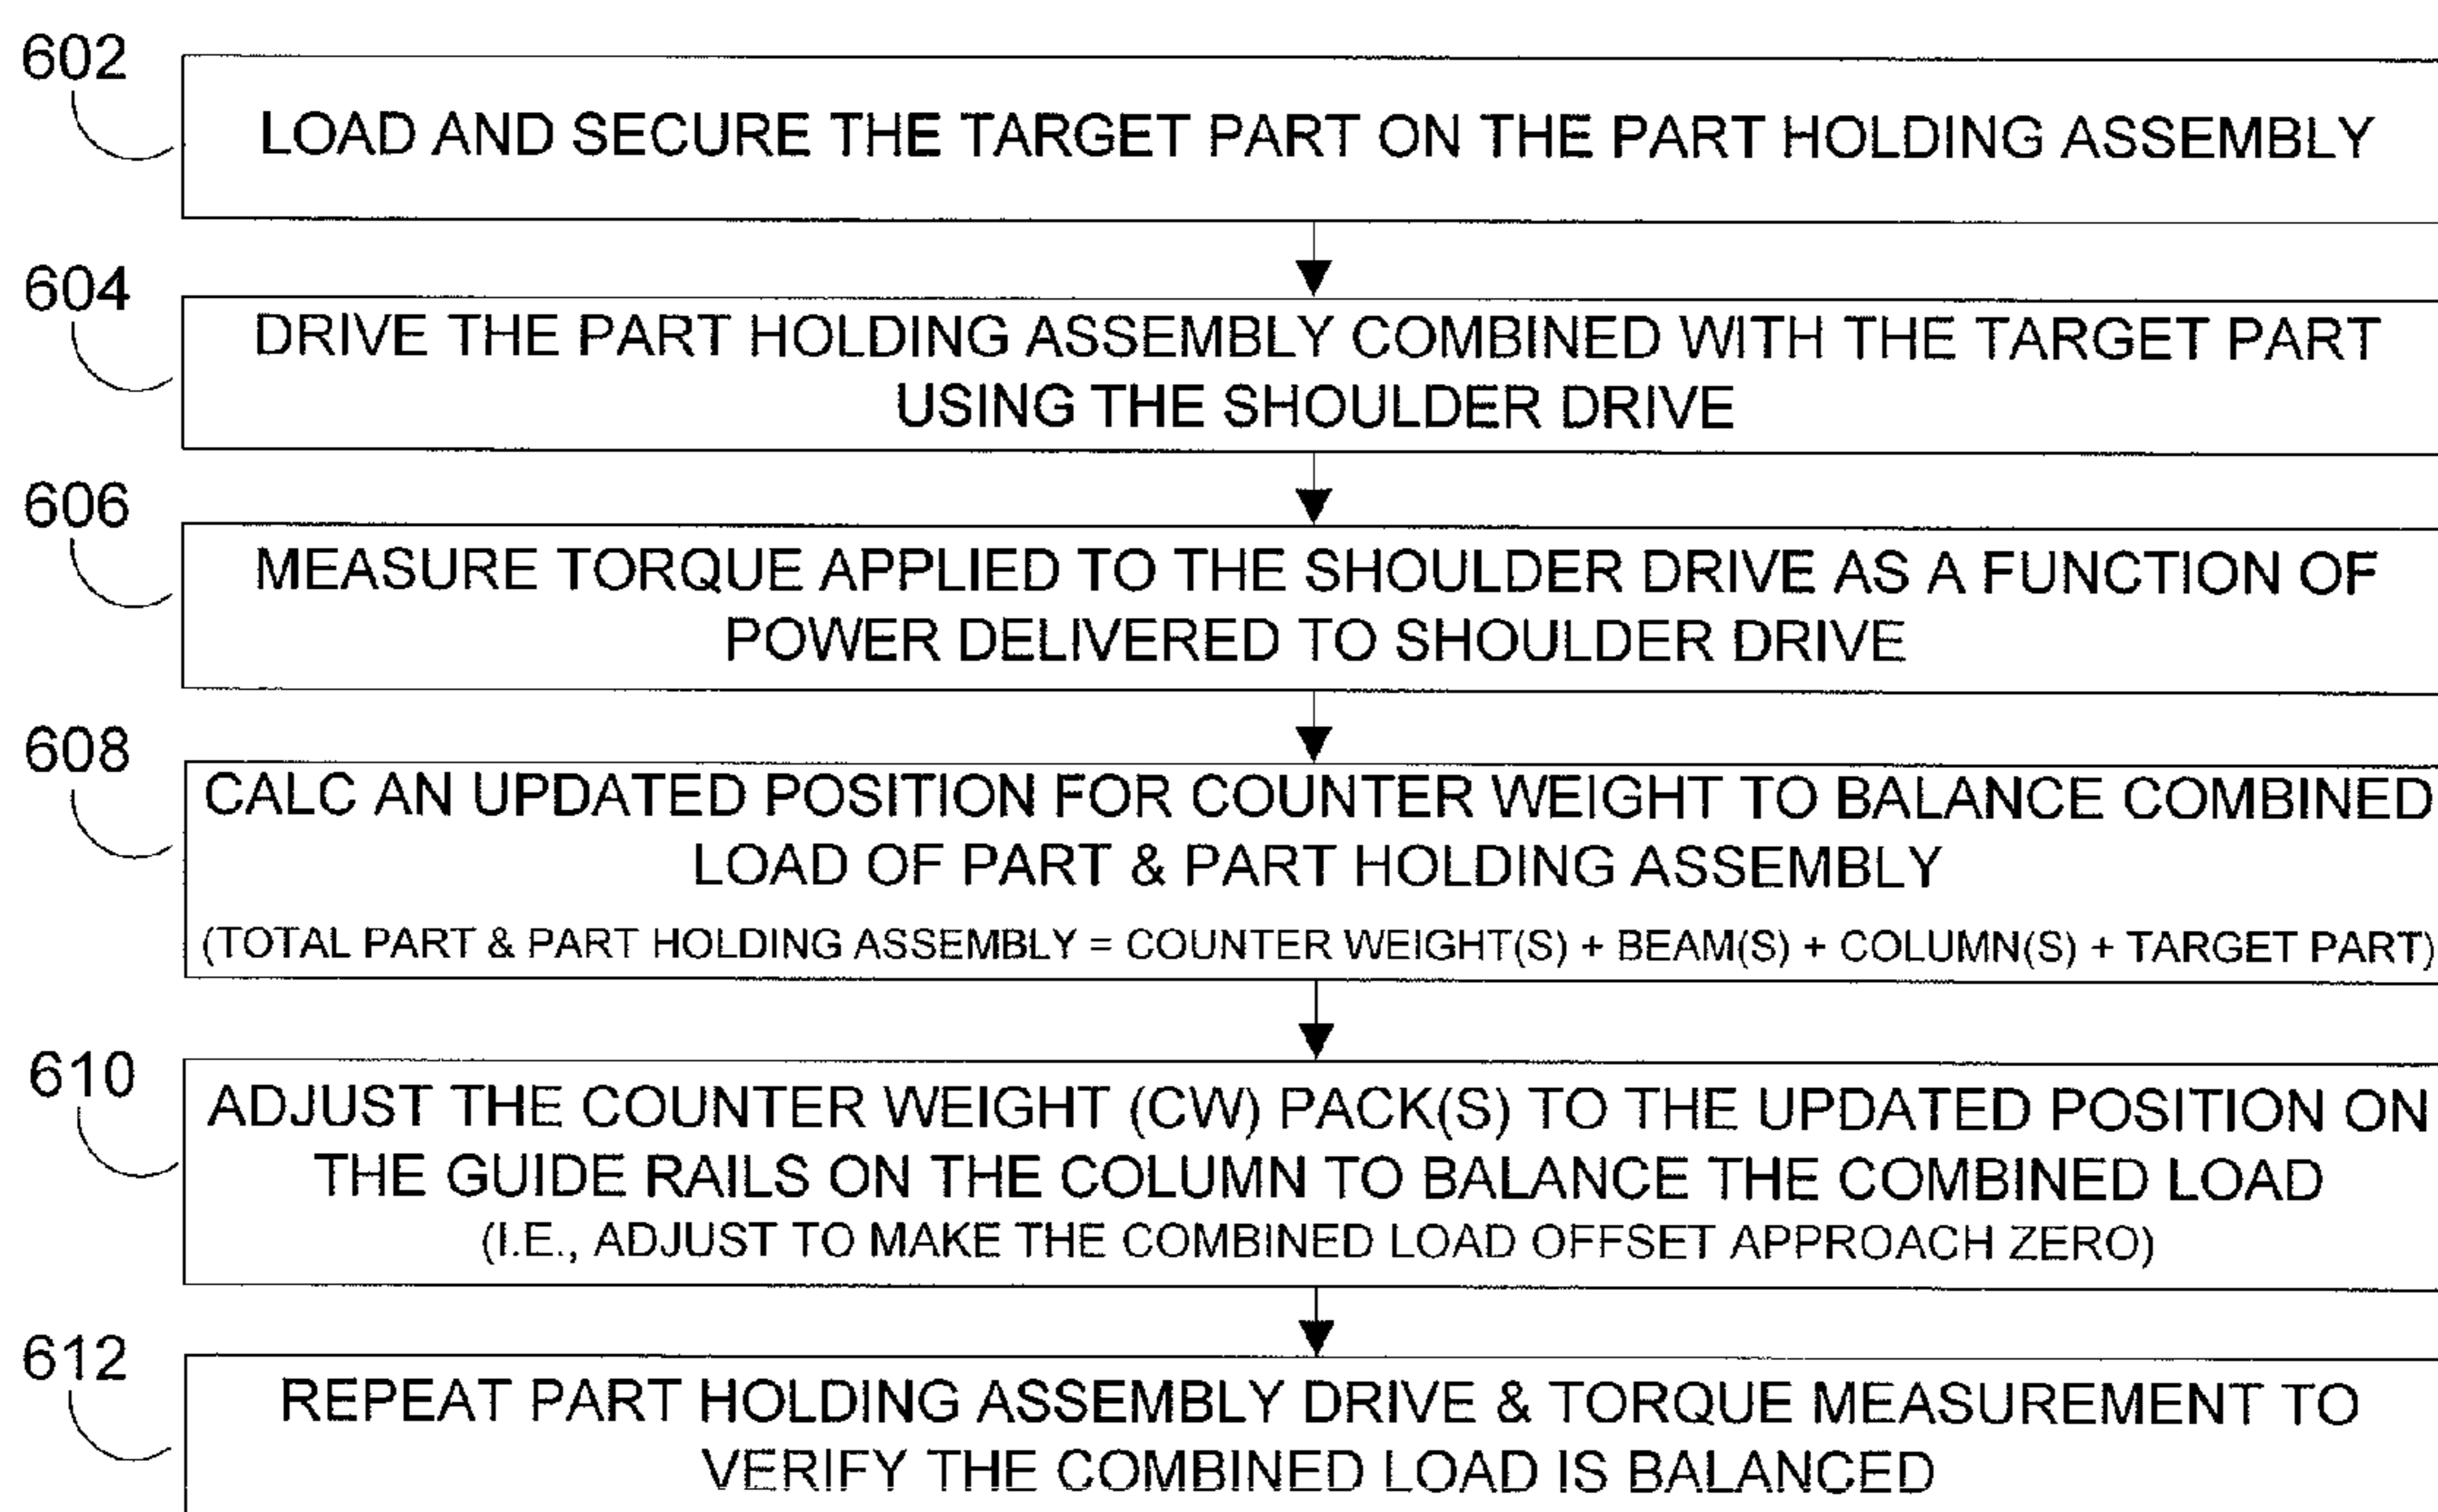 602
LOAD AND SECURE THE TARGET PART ON THE PART HOLDING ASSEMBLY
604
DRIVE THE PART HOLDING ASSEMBLY COMBINED WITH THE TARGET PART
USING THE SHOULDER DRIVE
606
MEASURE TORQUE APPLIED TO THE SHOULDER DRIVE AS A FUNCTION OF
POWER DELIVERED TO SHOULDER DRIVE
608
CALC AN UPDATED POSITION FOR COUNTER WEIGHT TO BALANCE COMBINED
LOAD OF PART & PART HOLDING ASSEMBLY
(TOTAL PART & PART HOLDING ASSEMBLY = COUNTER WEIGHT(S) + BEAM(S) + COLUMN(S) + TARGET PART)
610
ADJUST THE COUNTER WEIGHT (CW) PACK(S) TO THE UPDATED POSITION ON
THE GUIDE RAILS ON THE COLUMN TO BALANCE THE COMBINED LOAD
(I.E., ADJUST TO MAKE THE COMBINED LOAD OFFSET APPROACH ZERO)
612
REPEAT PART HOLDING ASSEMBLY DRIVE & TORQUE MEASUREMENT TO
VERIFY THE COMBINED LOAD IS BALANCED